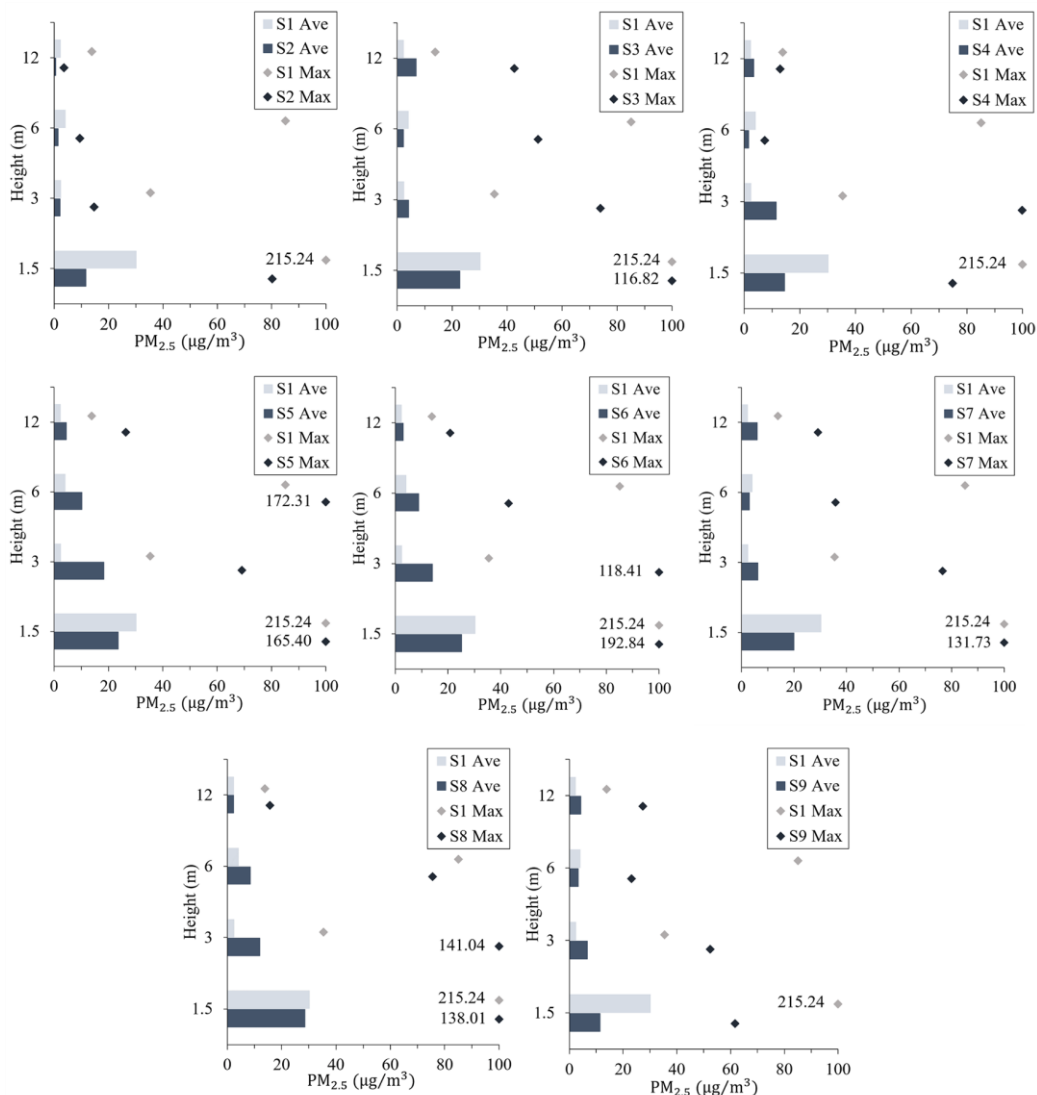 S1 Ave
S2 Ave
S1 Max
S2 Max
Height (m)
12
6
3
1.5
215.24
0 20 40 60 80 100
PM2.5 (μg/m³)
S1 Ave
S3 Ave
S1 Max
S3 Max
Height (m)
12
6
3
1.5
215.24
116.82
0 20 40 60 80 100
PM2.5 (μg/m³)
S1 Ave
S4 Ave
S1 Max
S4 Max
Height (m)
12
6
3
1.5
215.24
0 20 40 60 80 100
PM2.5 (μg/m³)
S1 Ave
S5 Ave
S1 Max
S5 Max
Height (m)
12
6
3
1.5
172.31
215.24
165.40
0 20 40 60 80 100
PM2.5 (μg/m³)
S1 Ave
S6 Ave
S1 Max
S6 Max
Height (m)
12
6
3
1.5
118.41
215.24
192.84
0 20 40 60 80 100
PM2.5 (μg/m³)
S1 Ave
S7 Ave
S1 Max
S7 Max
Height (m)
12
6
3
1.5
215.24
131.73
0 20 40 60 80 100
PM2.5 (μg/m³)
S1 Ave
S8 Ave
S1 Max
S8 Max
Height (m)
12
6
3
1.5
141.04
215.24
138.01
0 20 40 60 80 100
PM2.5 (μg/m³)
S1 Ave
S9 Ave
S1 Max
S9 Max
Height (m)
12
6
3
1.5
215.24
0 20 40 60 80 100
PM2.5 (μg/m³)